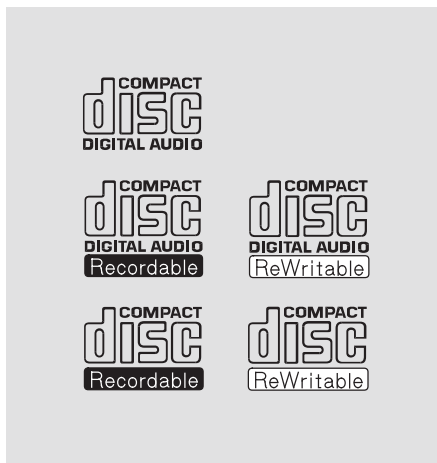 COMPACT
disc
DIGITAL AUDIO
COMPACT
disc
DIGITAL AUDIO
Recordable
COMPACT
disc
DIGITAL AUDIO
ReWritable
COMPACT
disc
Recordable
COMPACT
disc
ReWritable